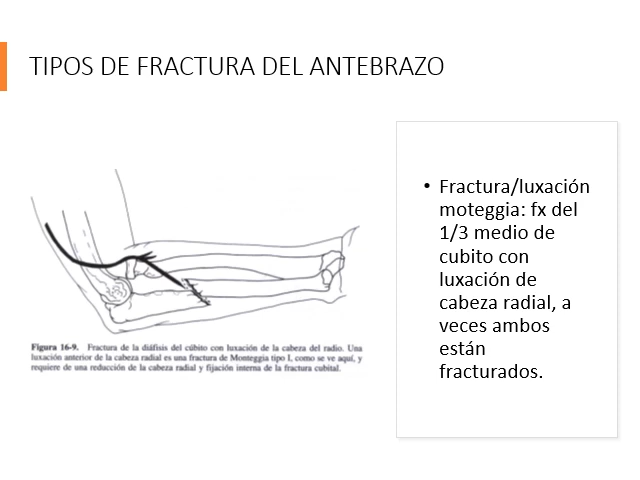 TIPOS DE FRACTURA DEL ANTEBRAZO
Figura 16-9. Fractura de la diáfisis del cúbito con luxación de la cabeza del radio. Una
luxación anterior de la cabeza radial es una fractura de Monteggia tipo I, como se ve aquí, y
requiere de una reducción de la cabeza radial y fijación interna de la fractura cubital.
• Fractura/luxación
moteggia: fx del
1/3 medio de
cubito con
luxación de
cabeza radial, a
veces ambos
están
fracturados.